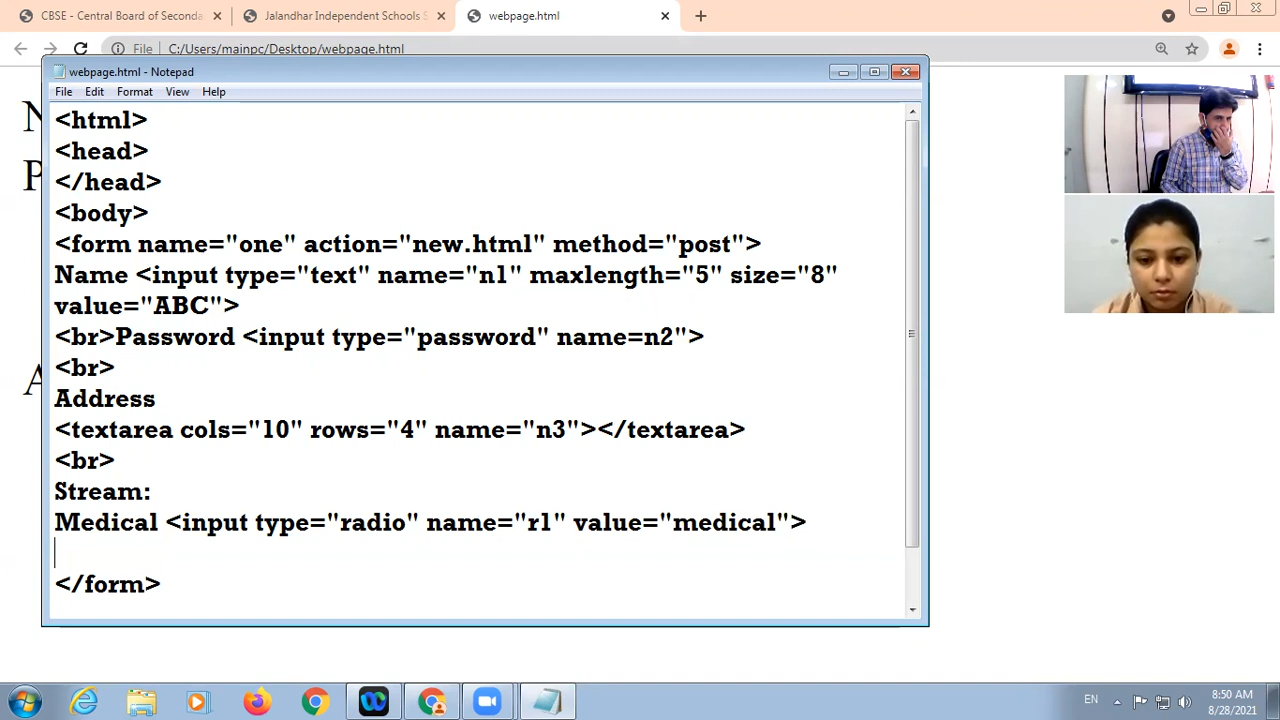 CBSE - Central Board of Seconda
Jalandhar Independent Schools S
webpage.html
File
C:/Users/mainpc/Desktop/webpage.html
webpage.html - Notepad
File Edit Format View Help
<html>
<head>
</head>
<body>
<form name="one" action="new.html" method="post">
Name <input type="text" name="n1" maxlength="5" size="8"
value="ABC">
<br>Password <input type="password" name=n2">
<br>
Address
<textarea cols="10" rows="4" name="n3"></textarea>
<br>
Stream:
Medical <input type="radio" name="r1" value="medical">
</form>
N
P
A
EN
8:50 AM
8/28/2021